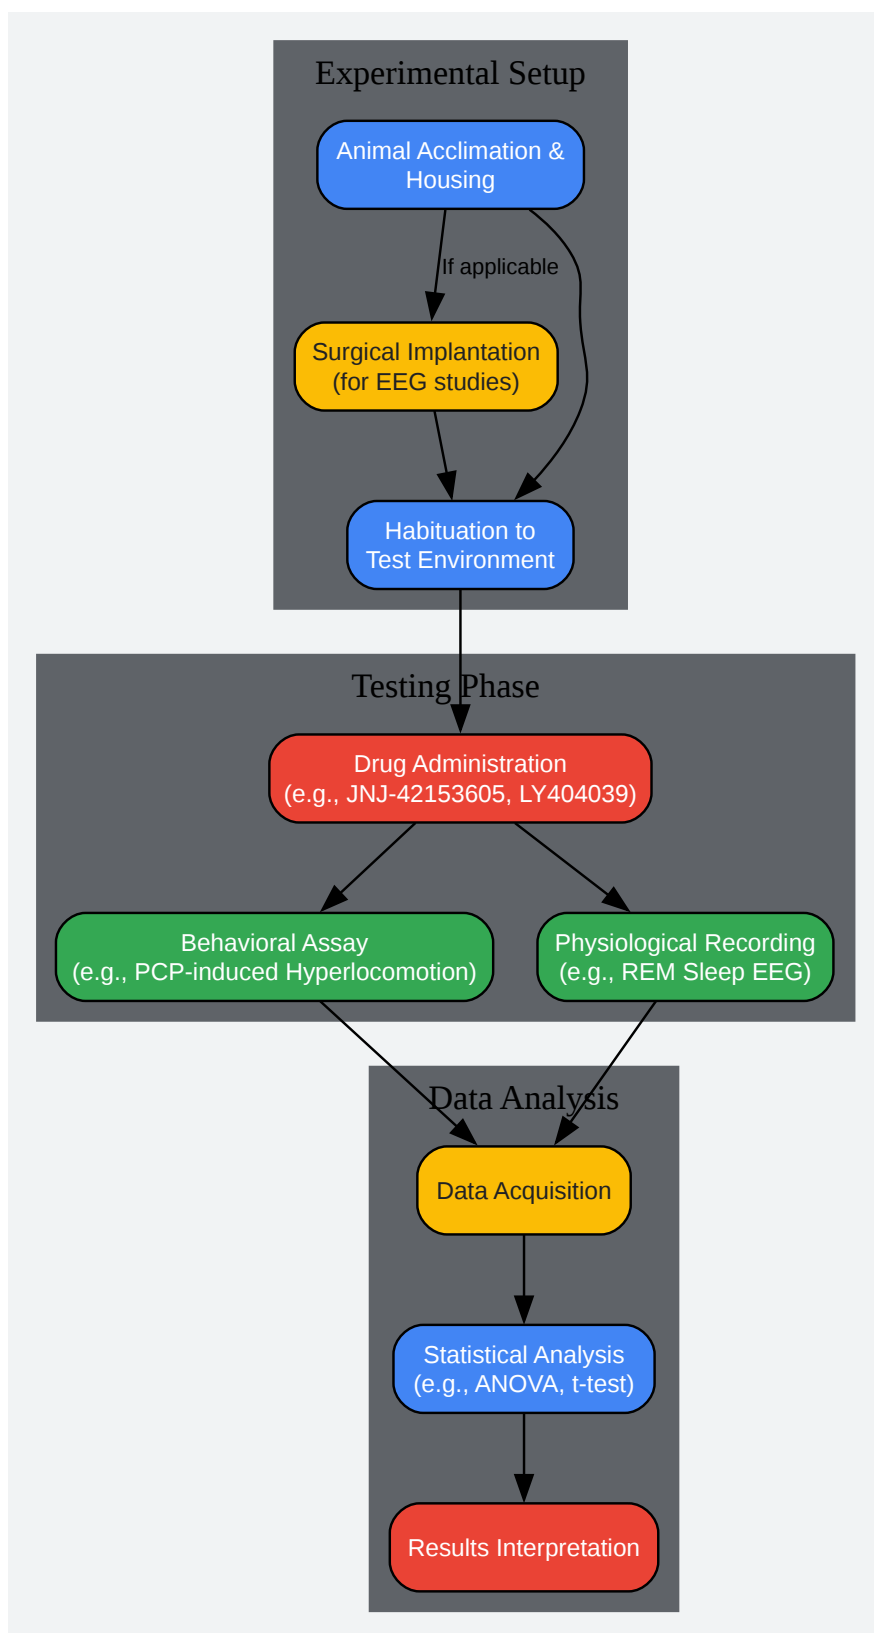 Experimental Setup
Animal Acclimation &
Housing
If applicable
Surgical Implantation
(for EEG studies)
Habituation to
Test Environment
Testing Phase
Drug Administration
(e.g., JNJ-42153605, LY404039)
Behavioral Assay
(e.g., PCP-induced Hyperlocomotion)
Physiological Recording
(e.g., REM Sleep EEG)
Data Analysis
Data Acquisition
Statistical Analysis
(e.g., ANOVA, t-test)
Results Interpretation